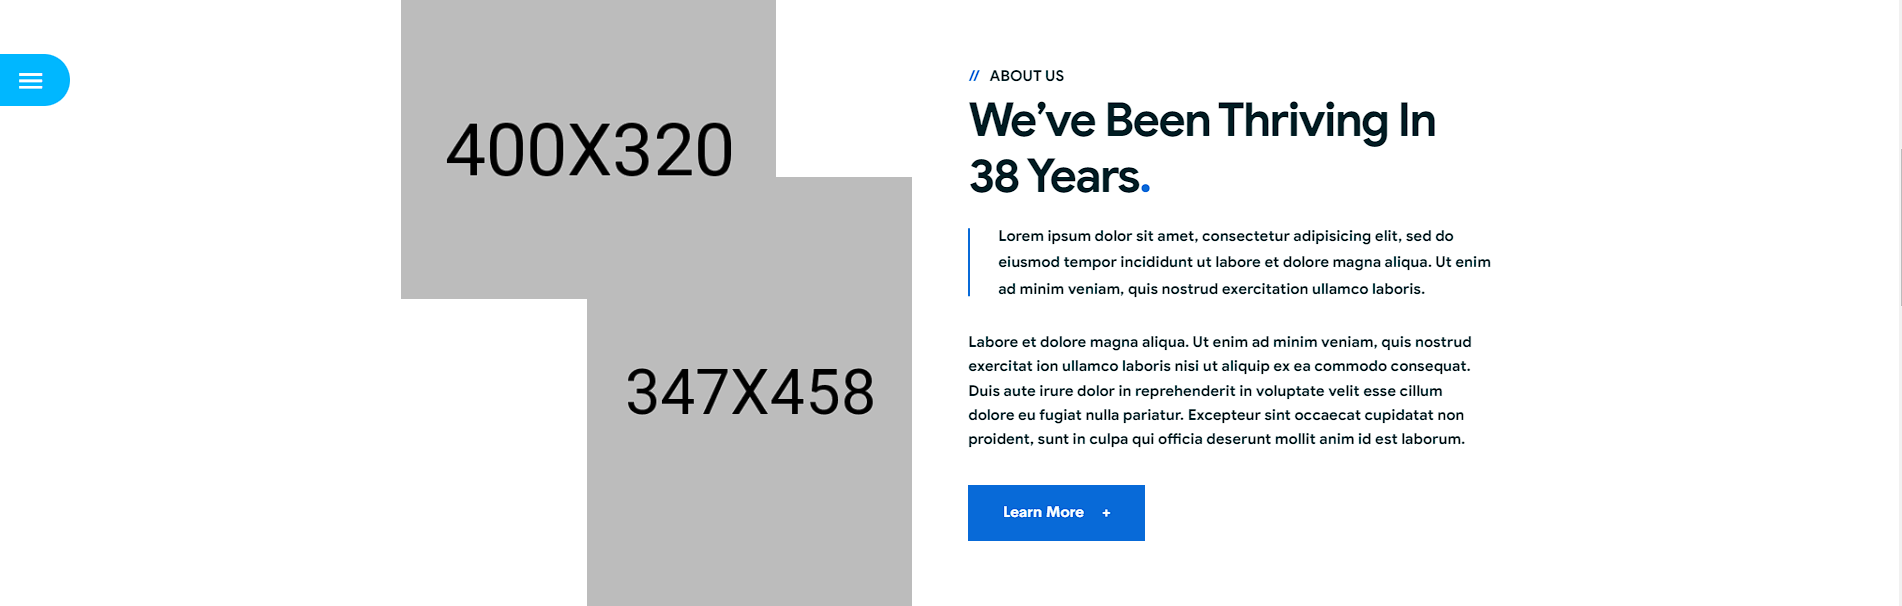 400X320
347X458
// ABOUT US
We’ve Been Thriving In
38 Years.
Lorem ipsum dolor sit amet, consectetur adipisicing elit, sed do
eiusmod tempor incididunt ut labore et dolore magna aliqua. Ut enim
ad minim veniam, quis nostrud exercitation ullamco laboris.
Labore et dolore magna aliqua. Ut enim ad minim veniam, quis nostrud
exercitat ion ullamco laboris nisi ut aliquip ex ea commodo consequat.
Duis aute irure dolor in reprehenderit in voluptate velit esse cillum
dolore eu fugiat nulla pariatur. Excepteur sint occaecat cupidatat non
proident, sunt in culpa qui officia deserunt mollit anim id est laborum.
Learn More +